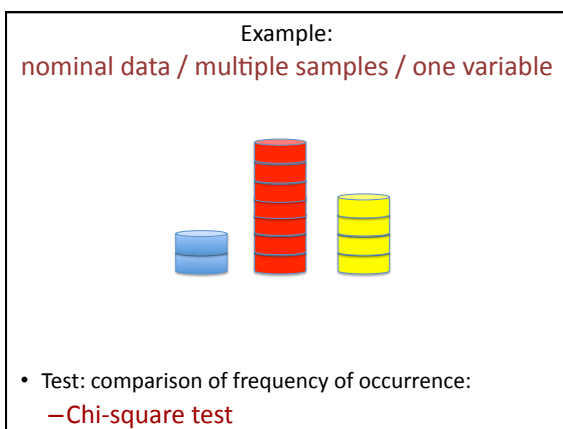 Example:
nominal data / multiple samples / one variable
• Test: comparison of frequency of occurrence:
–Chi-square test